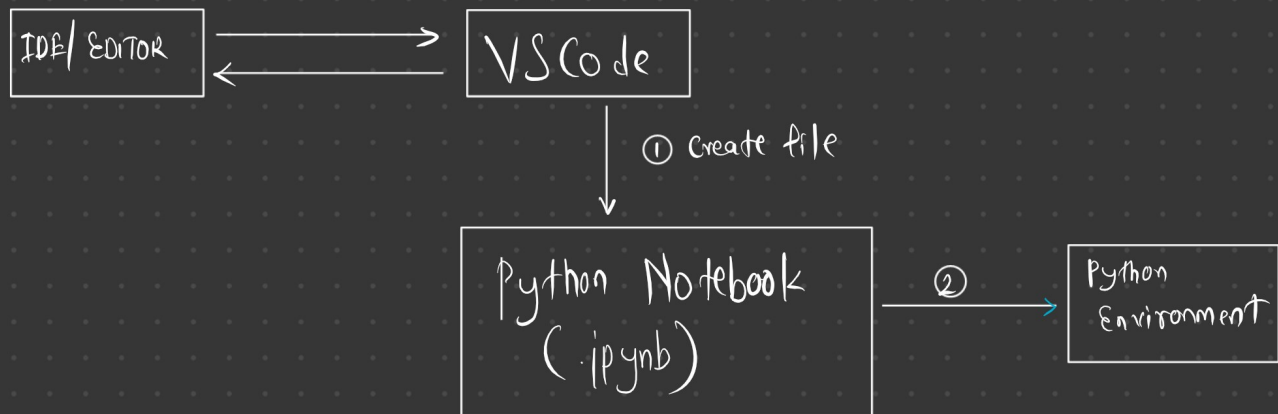 IDE/ EDITOR
VSCode
① Create file
Python Notebook
(.ipynb)
②
Python
Environment